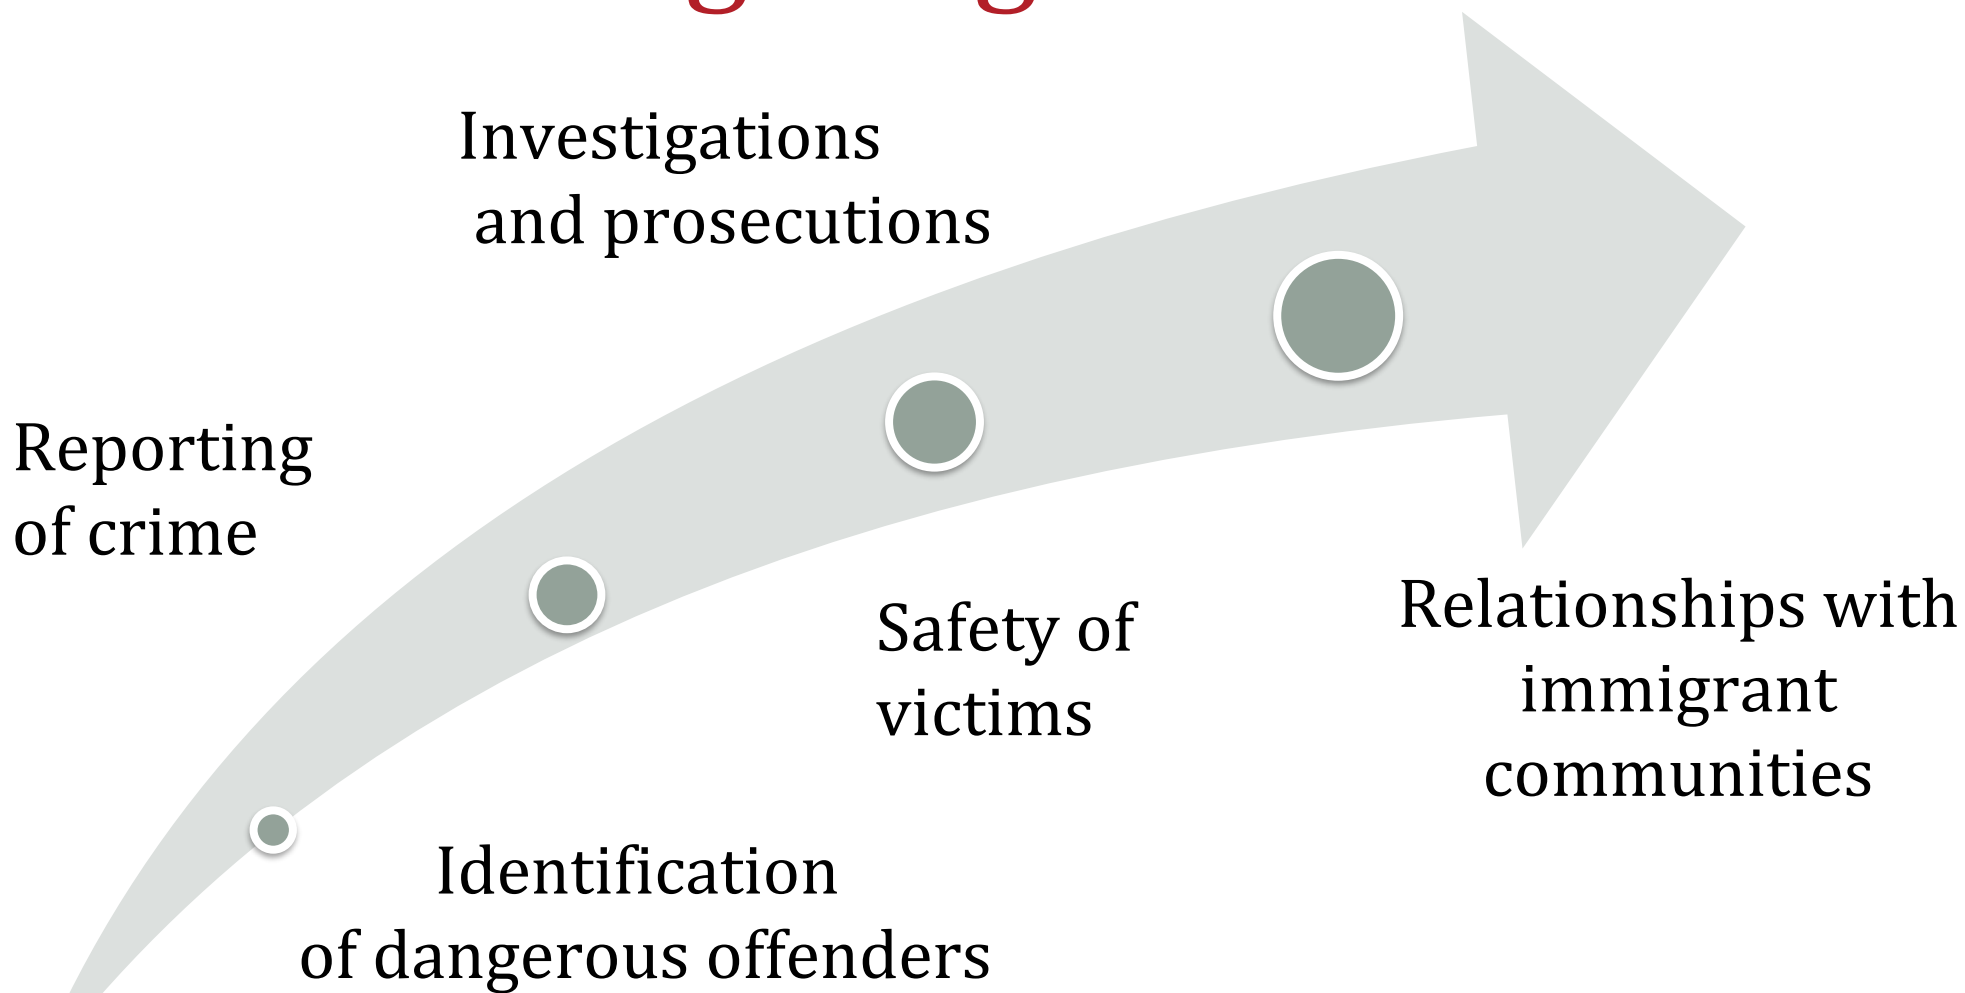 Investigations
and prosecutions
Reporting
of crime
Safety of
victims
Relationships with
immigrant
communities
Identification
of dangerous offenders